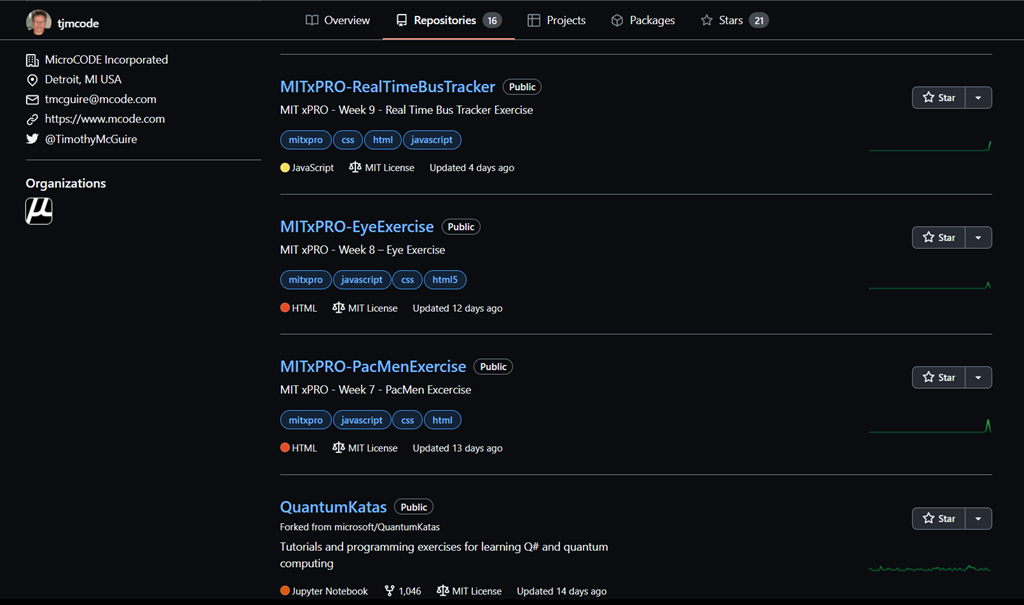 tjmcode
Overview
Repositories 16
Projects
Packages
Stars 21
MicroCODE Incorporated
Detroit, MI USA
tmcguire@mcode.com
https://www.mcode.com
@TimothyMcGuire
Organizations
μ
MITxPRO-RealTimeBusTracker Public
Star
MIT xPRO - Week 9 - Real Time Bus Tracker Exercise
mitxpro css html javascript
JavaScript MIT License Updated 4 days ago
MITxPRO-EyeExercise Public
Star
MIT xPRO - Week 8 – Eye Exercise
mitxpro javascript css html5
HTML MIT License Updated 12 days ago
MITxPRO-PacMenExercise Public
Star
MIT xPRO - Week 7 - PacMen Excercise
mitxpro javascript css html
HTML MIT License Updated 13 days ago
QuantumKatas Public
Star
Forked from microsoft/QuantumKatas
Tutorials and programming exercises for learning Q# and quantum
computing
Jupyter Notebook 1,046 MIT License Updated 14 days ago